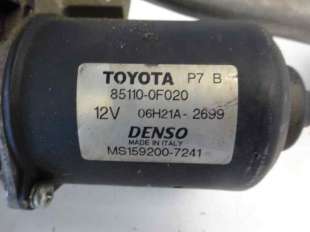 TOYOTA P7 B
85110-0F020
12V 06H21A-2699
DENSO
MADE IN ITALY
MS159200-7241